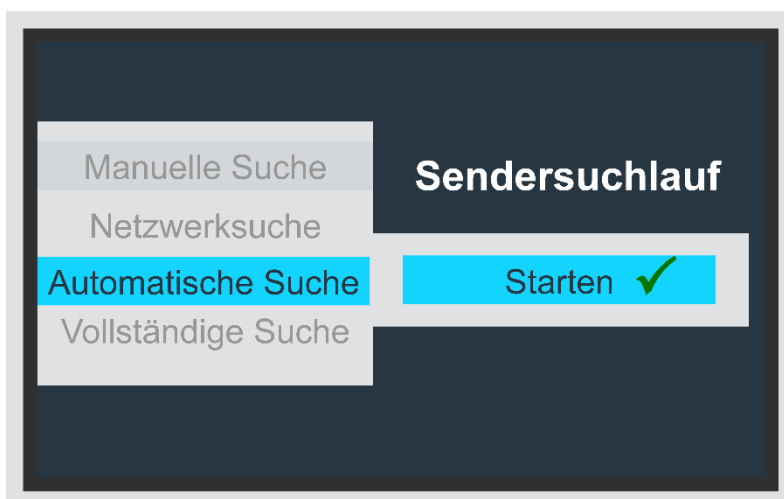 Manuelle Suche
Netzwerksuche
Automatische Suche
Vollständige Suche
Sendersuchlauf
Starten